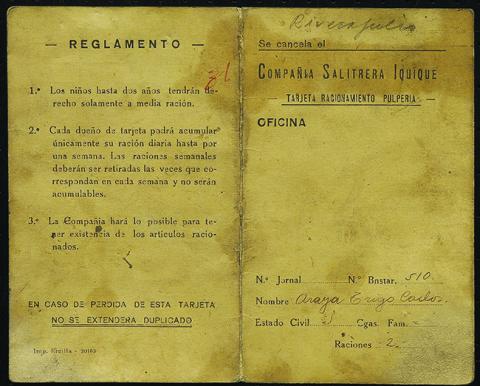 — REGLAMENTO —
1.° Los niños hasta dos años tendrán de-
recho solamente a media ración.
2.° Cada dueño de tarjeta podrá acumular
únicamente su ración diaria hasta por
una semana. Las raciones semanales
deberán ser retiradas las veces que co-
rrespondan en cada semana y no serán
acumulables.
3.° La Compañía hará lo posible para te-
ner existencia de los artículos racio-
nados.
EN CASO DE PERDIDA DE ESTA TARJETA
NO SE EXTENDERA DUPLICADO
Imp. Ercilla - 20163
Se cancela el
COMPAÑIA SALITRERA IQUIQUE
— TARJETA RACIONAMIENTO PULPERIA —
OFICINA
N.° Jornal N.° Bnstar. 510
Nombre Araya Trigo Carlos.
Estado Civil Cgas. Fam. -
Raciones 2-